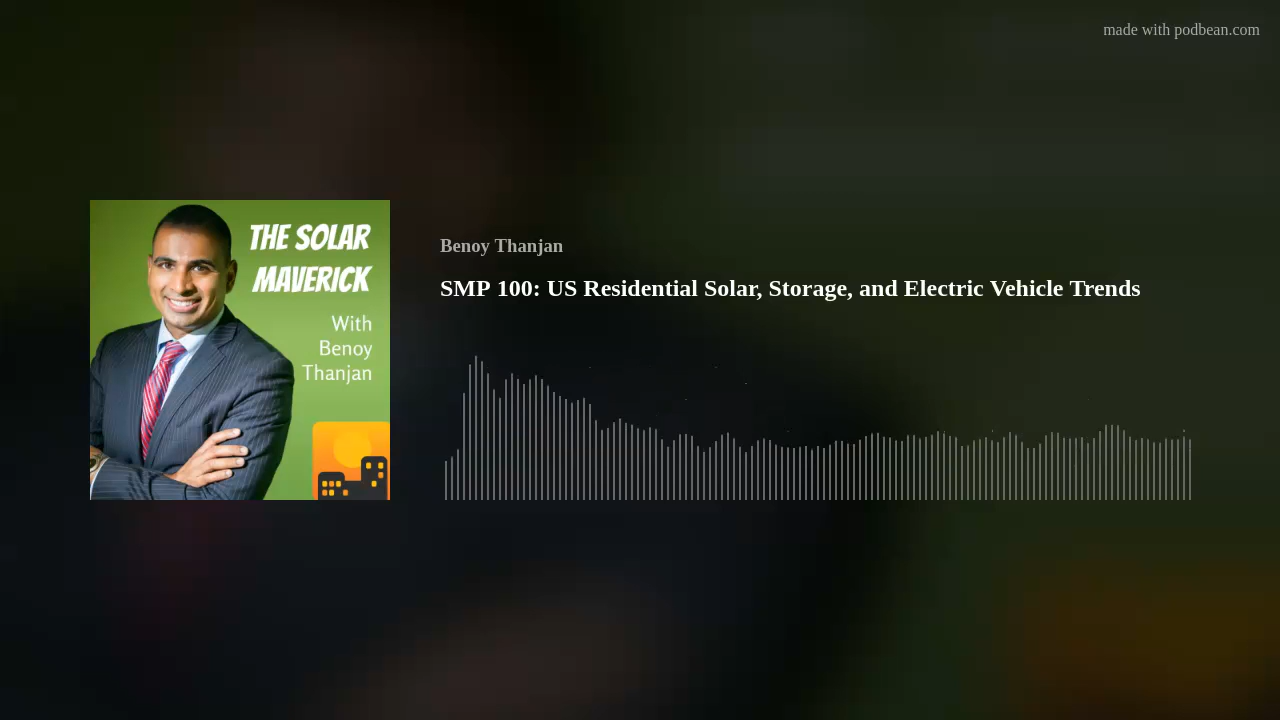 made with podbean.com
THE SOLAR
MAVERICK
With
Benoy
Thanjan
Benoy Thanjan
SMP 100: US Residential Solar, Storage, and Electric Vehicle Trends